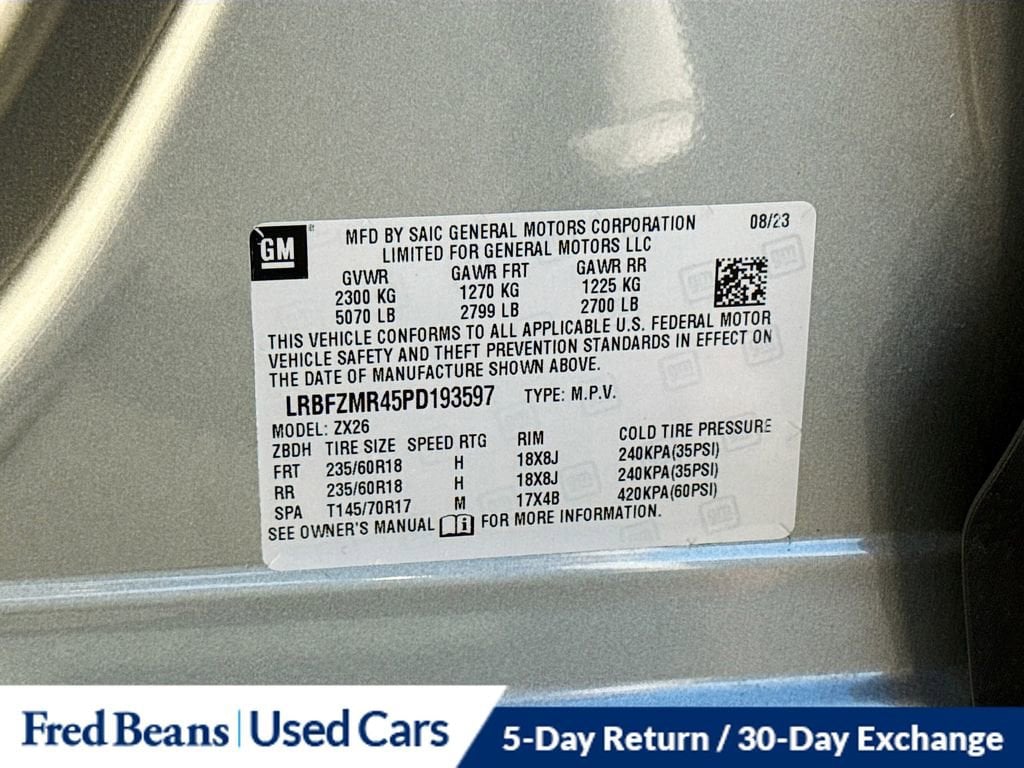 GM
MFD BY SAIC GENERAL MOTORS CORPORATION 08/23
LIMITED FOR GENERAL MOTORS LLC
GVWR GAWR FRT GAWR RR
2300 KG 1270 KG 1225 KG
5070 LB 2799 LB 2700 LB
THIS VEHICLE CONFORMS TO ALL APPLICABLE U.S. FEDERAL MOTOR
VEHICLE SAFETY AND THEFT PREVENTION STANDARDS IN EFFECT ON
THE DATE OF MANUFACTURE SHOWN ABOVE.
LRBFZMR45PD193597 TYPE: M.P.V.
MODEL: ZX26
ZBDH TIRE SIZE SPEED RTG RIM COLD TIRE PRESSURE
FRT 235/60R18 H 18X8J 240KPA(35PSI)
RR 235/60R18 H 18X8J 240KPA(35PSI)
SPA T145/70R17 M 17X4B 420KPA(60PSI)
SEE OWNER'S MANUAL FOR MORE INFORMATION.
Fred Beans | Used Cars
5-Day Return / 30-Day Exchange